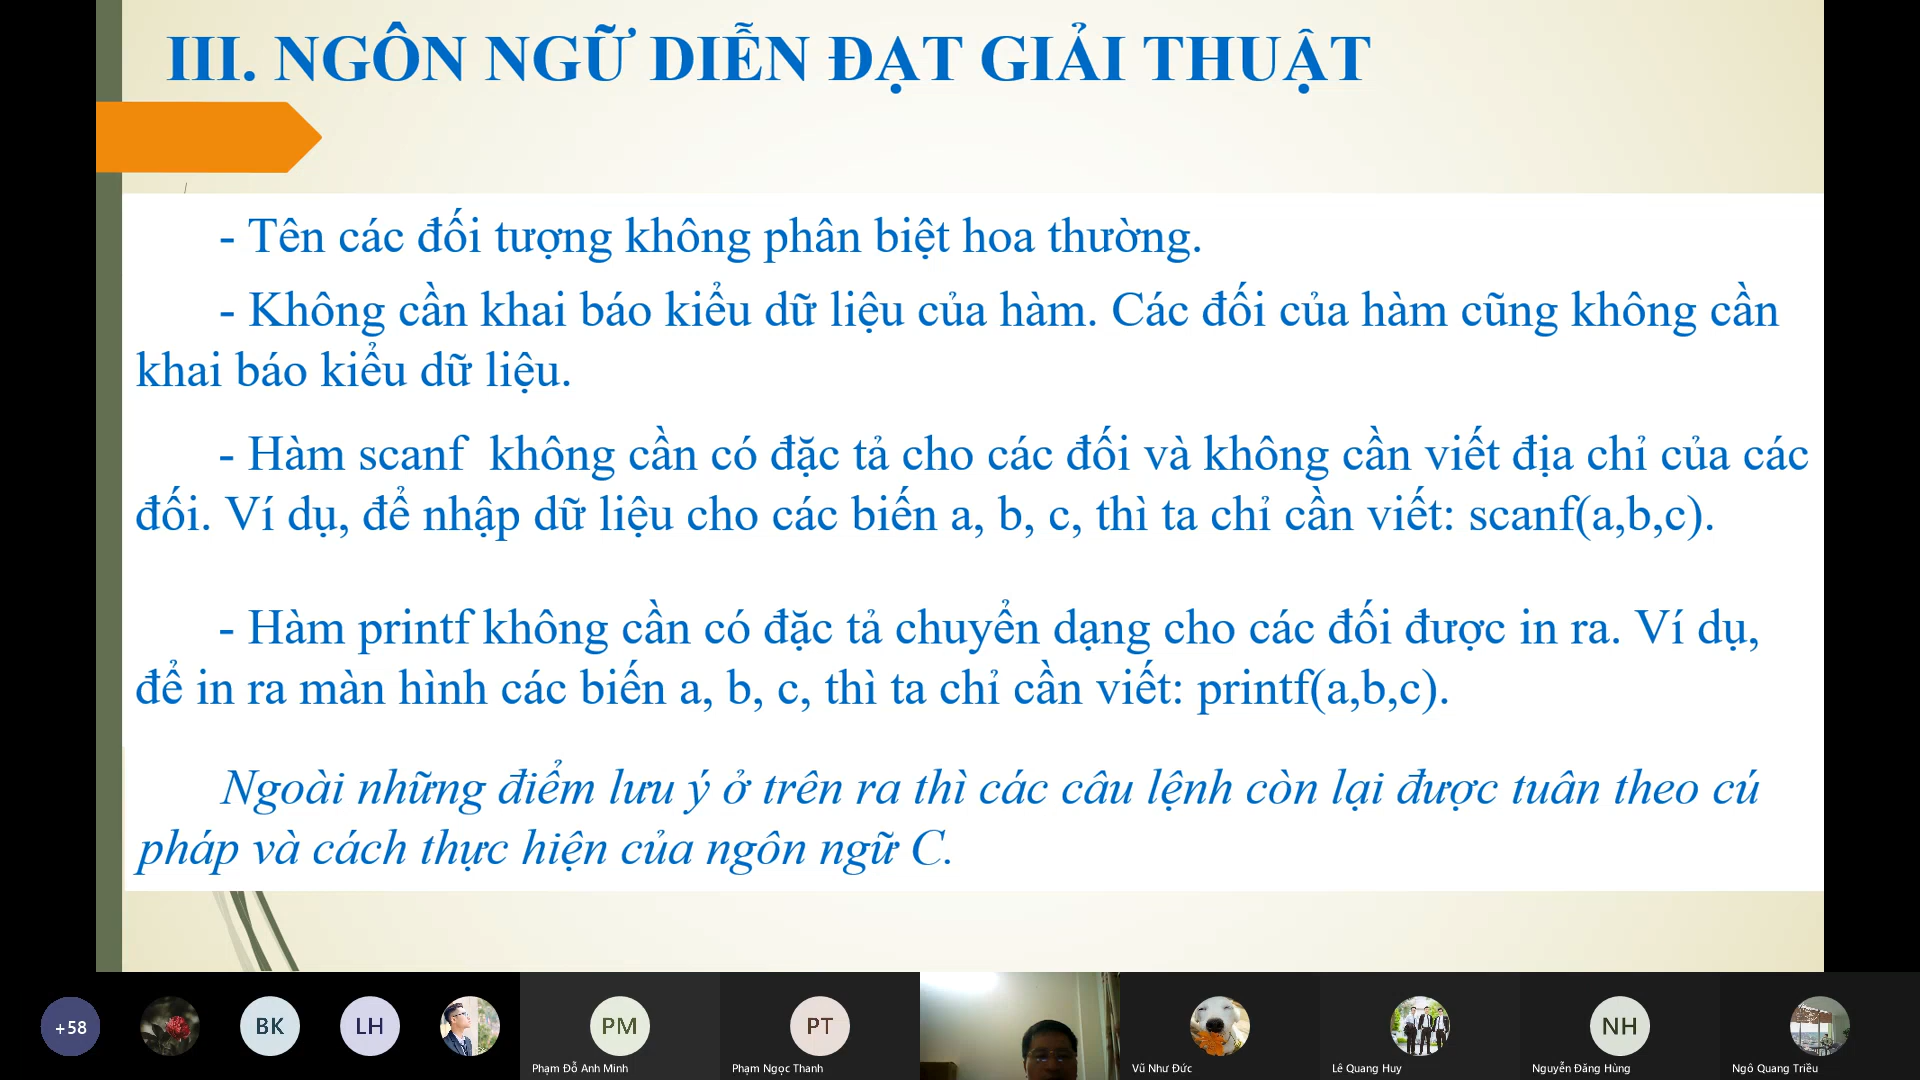 III. NGÔN NGỮ DIỄN ĐẠT GIẢI THUẬT
- Tên các đối tượng không phân biệt hoa thường.
- Không cần khai báo kiểu dữ liệu của hàm. Các đối của hàm cũng không cần
khai báo kiểu dữ liệu.
- Hàm scanf không cần có đặc tả cho các đối và không cần viết địa chỉ của các
đối. Ví dụ, để nhập dữ liệu cho các biến a, b, c, thì ta chỉ cần viết: scanf(a,b,c).
- Hàm printf không cần có đặc tả chuyển dạng cho các đối được in ra. Ví dụ,
để in ra màn hình các biến a, b, c, thì ta chỉ cần viết: printf(a,b,c).
Ngoài những điểm lưu ý ở trên ra thì các câu lệnh còn lại được tuân theo cú
pháp và cách thực hiện của ngôn ngữ C.
+58
BK
LH
PM
PT
NH
Phạm Đỗ Anh Minh
Phạm Ngọc Thanh
Vũ Như Đức
Lê Quang Huy
Nguyễn Đăng Hùng
Ngô Quang Triều